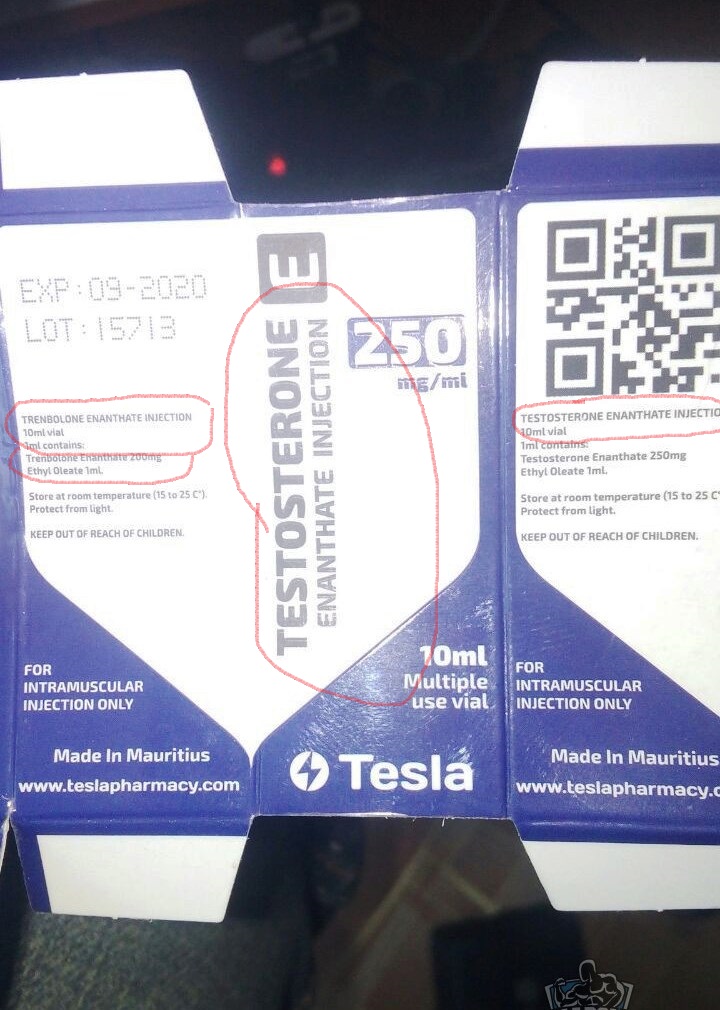 EXP: 09-2020
LOT: 15713
TRENBOLONE ENANTHATE INJECTION
10ml vial
1ml contains:
Trenbolone Enanthate 200mg
Ethyl Oleate 1ml.
Store at room temperature (15 to 25 C°).
Protect from light.
KEEP OUT OF REACH OF CHILDREN.
FOR
INTRAMUSCULAR
INJECTION ONLY
Made In Mauritius
www.teslapharmacy.com
E
TESTOSTERONE
ENANTHATE INJECTION
250
mg/ml
10ml
Multiple
use vial
Tesla
TESTOSTERONE ENANTHATE INJECTIO
10ml vial
1ml contains:
Testosterone Enanthate 250mg
Ethyl Oleate 1ml.
Store at room temperature (15 to 25 C°
Protect from light.
KEEP OUT OF REACH OF CHILDREN.
FOR
INTRAMUSCULAR
INJECTION ONLY
Made In Mauritius
www.teslapharmacy.c